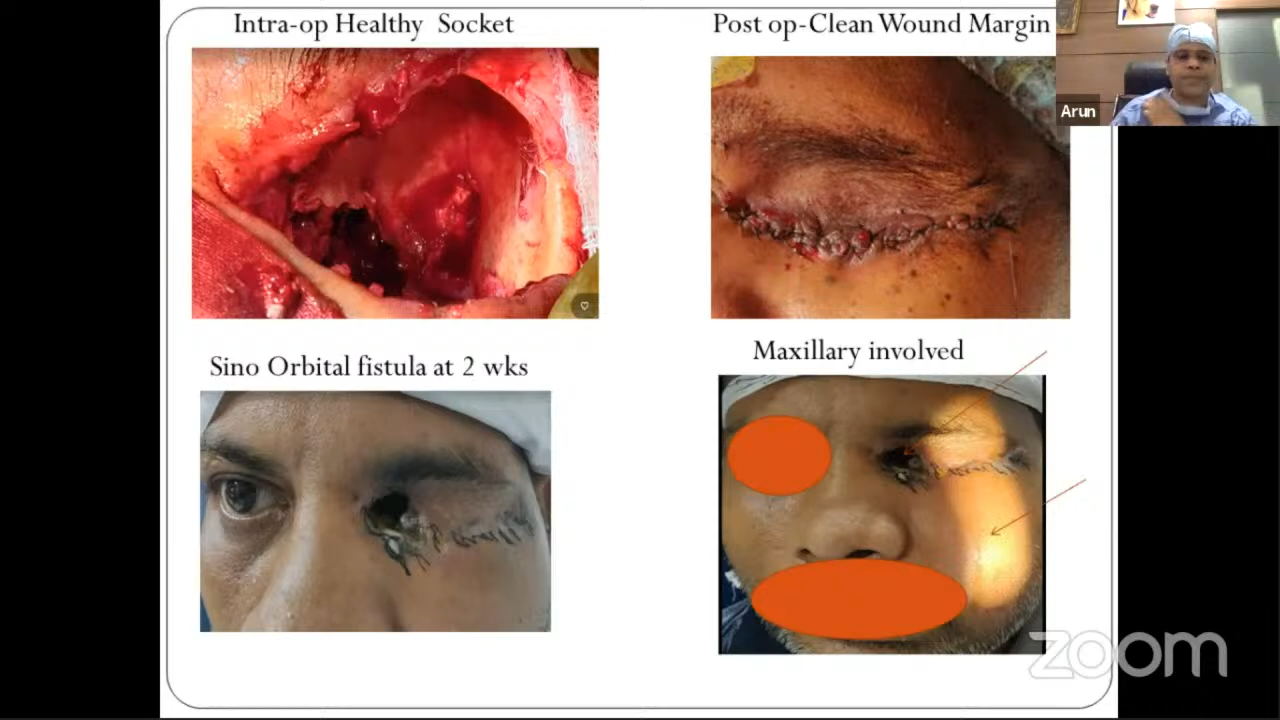 Intra-op Healthy Socket
Post op-Clean Wound Margin
Arun
Sino Orbital fistula at 2 wks
Maxillary involved
zoom